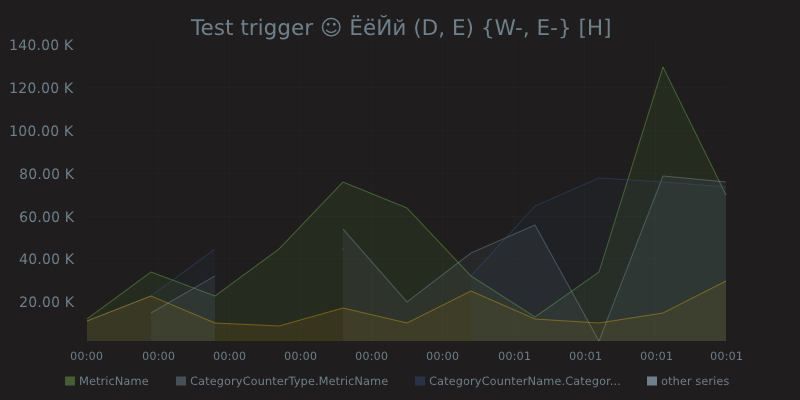 Test trigger ☺ ЁёЙй (D, E) {W-, E-} [H]
140.00 K
120.00 K
100.00 K
80.00 K
60.00 K
40.00 K
20.00 K
00:00 00:00 00:00 00:00 00:00 00:00 00:01 00:01 00:01 00:01
MetricName CategoryCounterType.MetricName CategoryCounterName.Categor... other series